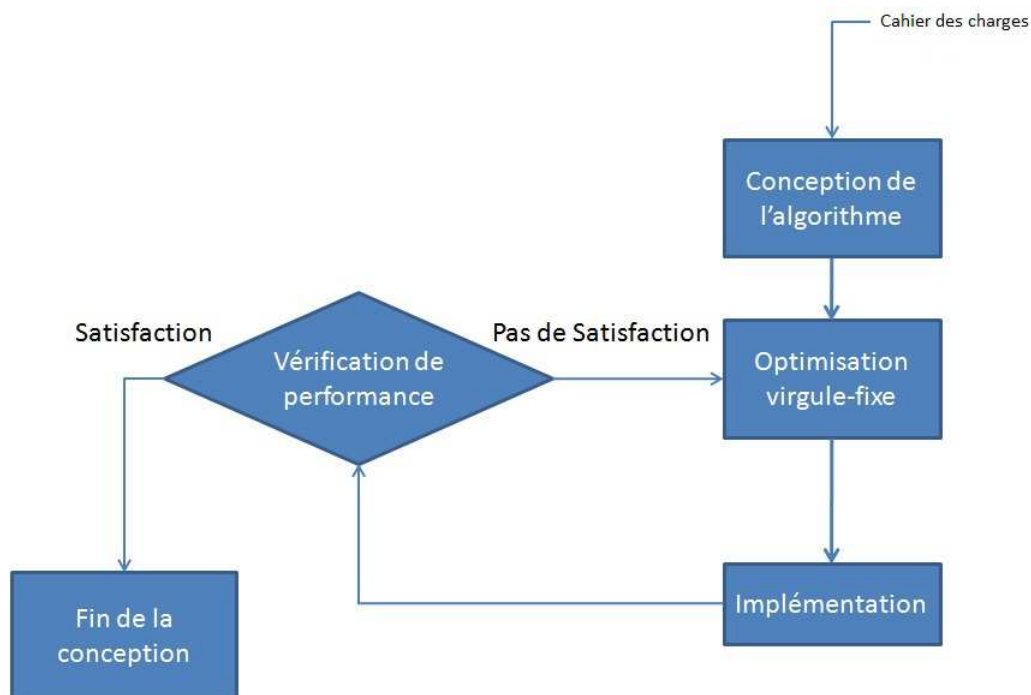 Cahier des charges
Conception de
l'algorithme
Satisfaction
Pas de Satisfaction
Vérification de
performance
Optimisation
virgule-fixe
Implémentation
Fin de la
conception